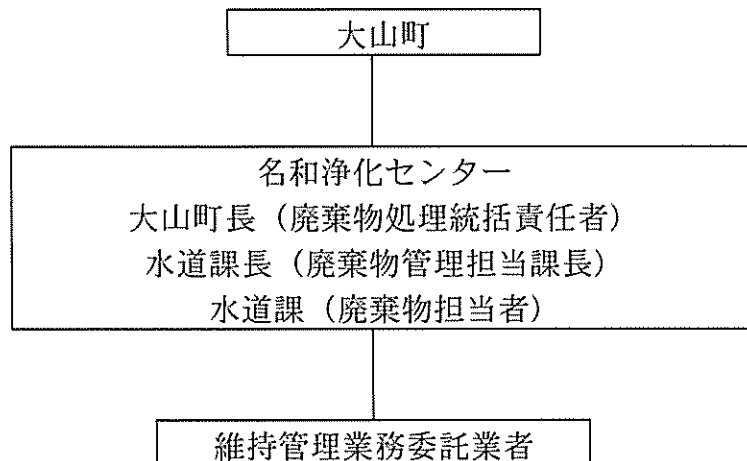 大山町
名和浄化センター
大山町長（廃棄物処理統括責任者）
水道課長（廃棄物管理担当課長）
水道課（廃棄物担当者）
維持管理業務委託業者